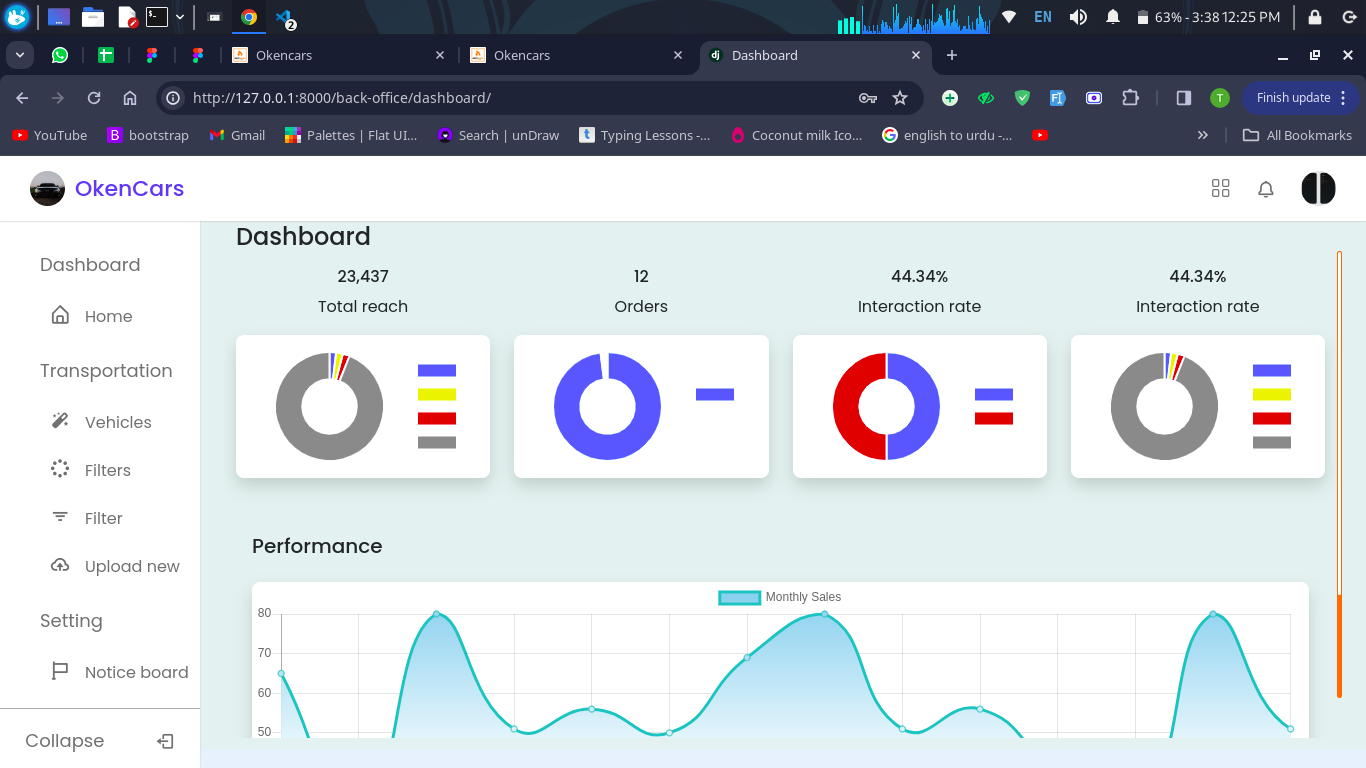 2
EN
63% - 3:38 12:25 PM
Okencars
Okencars
dj Dashboard
http://127.0.0.1:8000/back-office/dashboard/
T
Finish update
YouTube
B bootstrap
Gmail
Palettes | Flat UI...
Search | unDraw
t Typing Lessons -...
Coconut milk Ico...
english to urdu -...
All Bookmarks
OkenCars
Dashboard
Home
Transportation
Vehicles
Filters
Filter
Upload new
Setting
Notice board
Collapse
Dashboard
23,437
Total reach
12
Orders
44.34%
Interaction rate
44.34%
Interaction rate
Performance
Monthly Sales
80
70
60
50